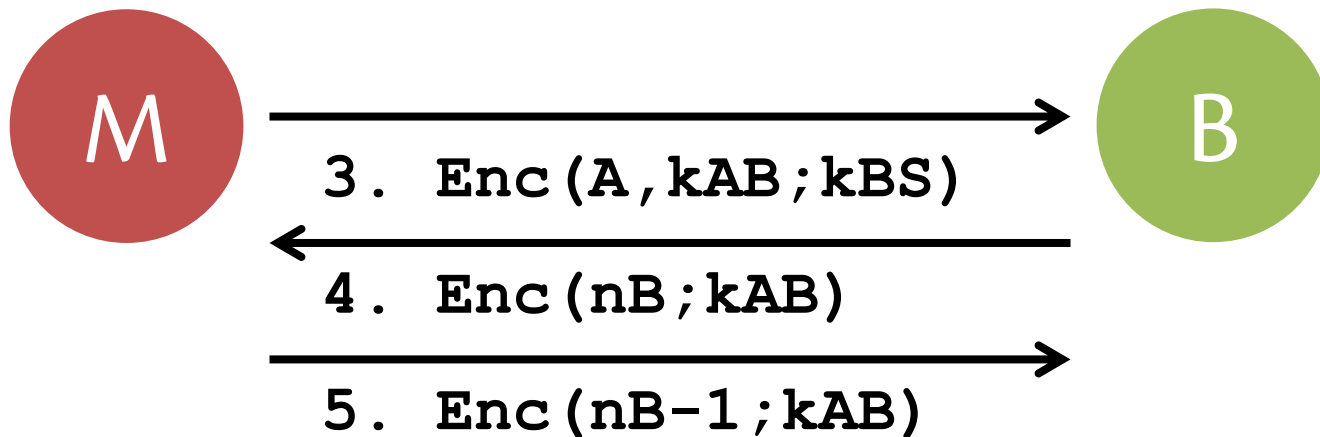 M
B
3. Enc(A,kAB;kBS)
4. Enc(nB;kAB)
5. Enc(nB-1;kAB)